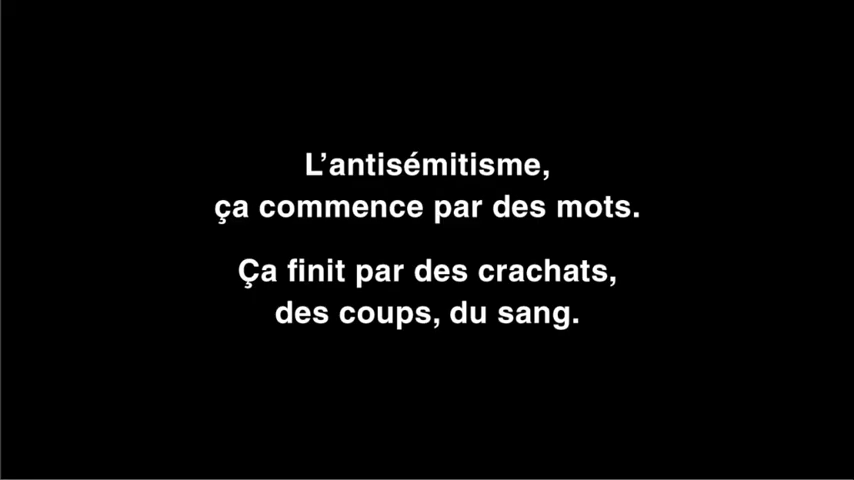 L’antisémitisme,
ça commence par des mots.
Ça finit par des crachats,
des coups, du sang.